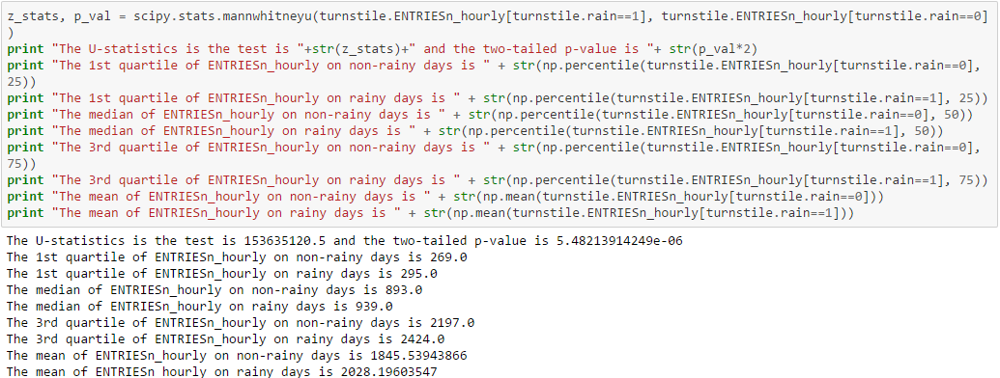 z_stats, p_val = scipy.stats.mannwhitneyu(turnstile.ENTRIESn_hourly[turnstile.rain==1], turnstile.ENTRIESn_hourly[turnstile.rain==0]
)
print "The U-statistics is the test is "+str(z_stats)+" and the two-tailed p-value is "+ str(p_val*2)
print "The 1st quartile of ENTRIESn_hourly on non-rainy days is " + str(np.percentile(turnstile.ENTRIESn_hourly[turnstile.rain==0],
25))
print "The 1st quartile of ENTRIESn_hourly on rainy days is " + str(np.percentile(turnstile.ENTRIESn_hourly[turnstile.rain==1], 25))
print "The median of ENTRIESn_hourly on non-rainy days is " + str(np.percentile(turnstile.ENTRIESn_hourly[turnstile.rain==0], 50))
print "The median of ENTRIESn_hourly on rainy days is " + str(np.percentile(turnstile.ENTRIESn_hourly[turnstile.rain==1], 50))
print "The 3rd quartile of ENTRIESn_hourly on non-rainy days is " + str(np.percentile(turnstile.ENTRIESn_hourly[turnstile.rain==0],
75))
print "The 3rd quartile of ENTRIESn_hourly on rainy days is " + str(np.percentile(turnstile.ENTRIESn_hourly[turnstile.rain==1], 75))
print "The mean of ENTRIESn_hourly on non-rainy days is " + str(np.mean(turnstile.ENTRIESn_hourly[turnstile.rain==0]))
print "The mean of ENTRIESn_hourly on rainy days is " + str(np.mean(turnstile.ENTRIESn_hourly[turnstile.rain==1]))
The U-statistics is the test is 153635120.5 and the two-tailed p-value is 5.48213914249e-06
The 1st quartile of ENTRIESn_hourly on non-rainy days is 269.0
The 1st quartile of ENTRIESn_hourly on rainy days is 295.0
The median of ENTRIESn_hourly on non-rainy days is 893.0
The median of ENTRIESn_hourly on rainy days is 939.0
The 3rd quartile of ENTRIESn_hourly on non-rainy days is 2197.0
The 3rd quartile of ENTRIESn_hourly on rainy days is 2424.0
The mean of ENTRIESn_hourly on non-rainy days is 1845.53943866
The mean of ENTRIESn_hourly on rainy days is 2028.19603547